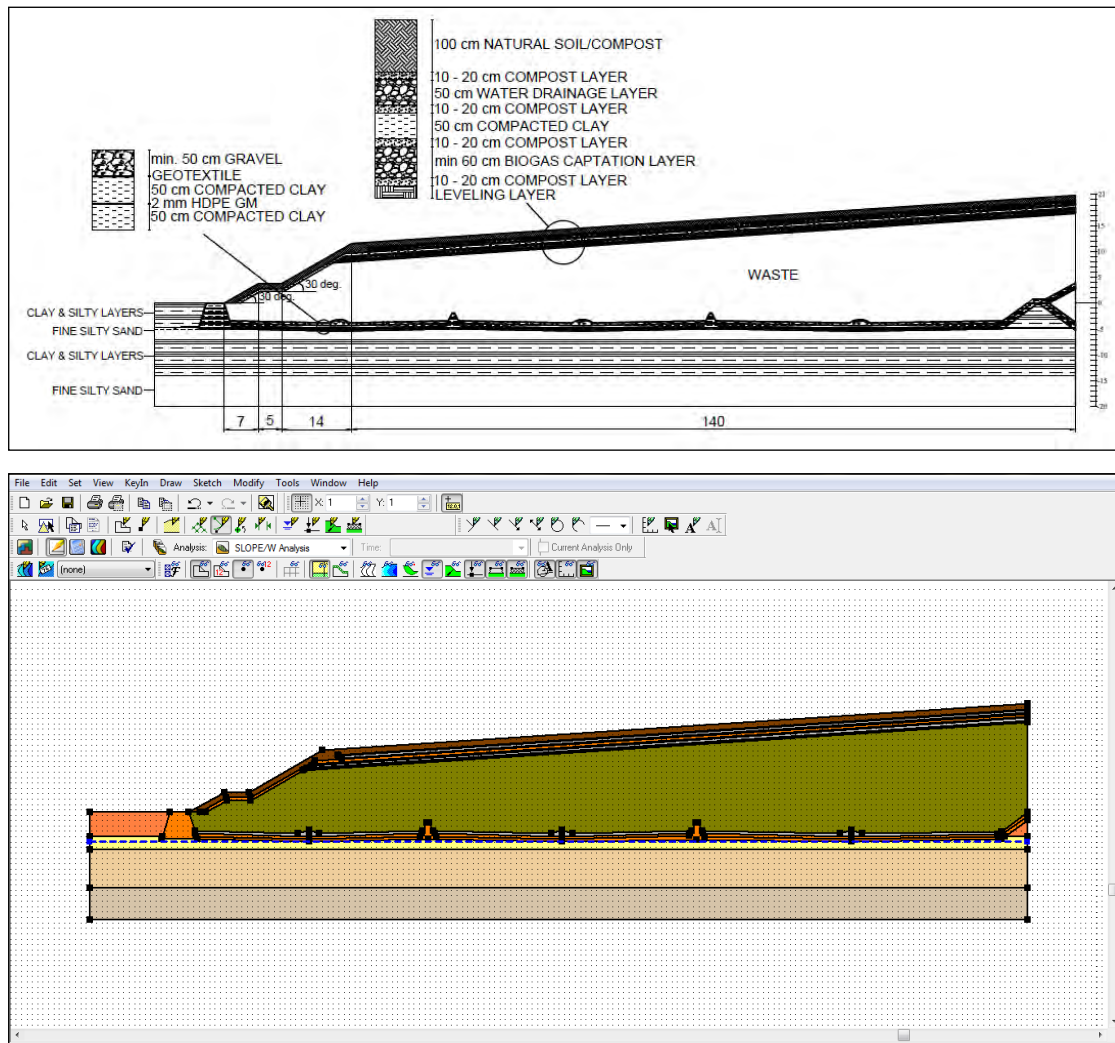 100 cm NATURAL SOIL/COMPOST
10 - 20 cm COMPOST LAYER
50 cm WATER DRAINAGE LAYER
10 - 20 cm COMPOST LAYER
50 cm COMPACTED CLAY
10 - 20 cm COMPOST LAYER
min 60 cm BIOGAS CAPTATION LAYER
10 - 20 cm COMPOST LAYER
LEVELING LAYER
min. 50 cm GRAVEL
GEOTEXTILE
50 cm COMPACTED CLAY
2 mm HDPE GM
50 cm COMPACTED CLAY
WASTE
30 deg.
30 deg.
CLAY & SILTY LAYERS
FINE SILTY SAND
CLAY & SILTY LAYERS
FINE SILTY SAND
7 5 14 140
File Edit Set View KeyIn Draw Sketch Modify Tools Window Help
X: 1 Y: 1
Analysis: SLOPE/W Analysis Time: Current Analysis Only
(none)